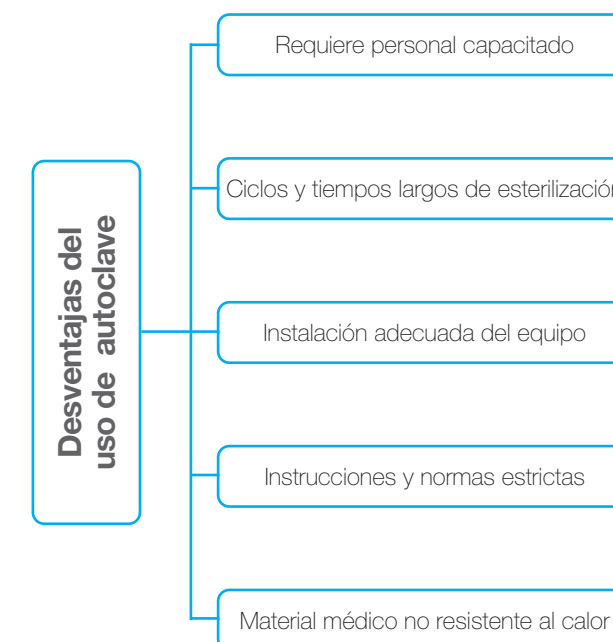 Desventajas del
uso de autoclave
Requiere personal capacitado
Ciclos y tiempos largos de esterilización
Instalación adecuada del equipo
Instrucciones y normas estrictas
Material médico no resistente al calor